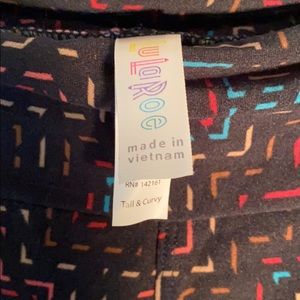 LuLaRoe
made in
vietnam
RN# 142161
Tall & Curvy